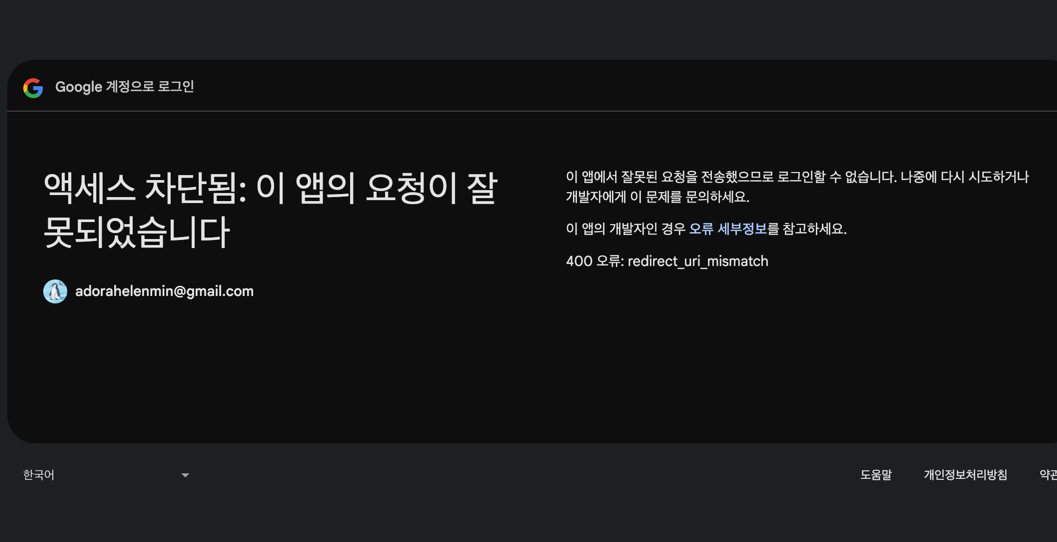 Google 계정으로 로그인
액세스 차단됨: 이 앱의 요청이 잘
못되었습니다
adorahelenmin@gmail.com
이 앱에서 잘못된 요청을 전송했으므로 로그인할 수 없습니다. 나중에 다시 시도하거나
개발자에게 이 문제를 문의하세요.
이 앱의 개발자인 경우 오류 세부정보를 참고하세요.
400 오류: redirect_uri_mismatch
한국어
도움말 개인정보처리방침